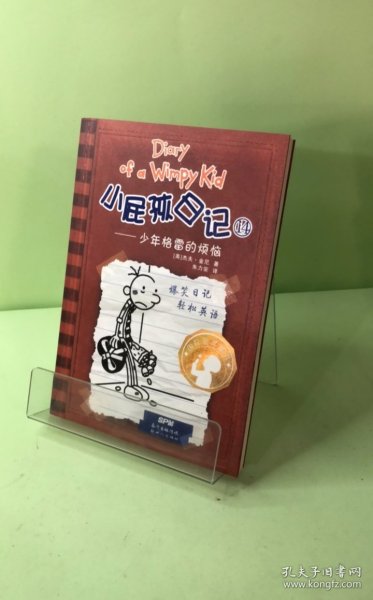 Diary
of a Wimpy Kid
小屁孩日记⑭
——少年格雷的烦恼
[美]杰夫·金尼 著
朱力安 译
爆笑日记
轻松英语
SPM
孔夫子旧书网
www.kongfz.com